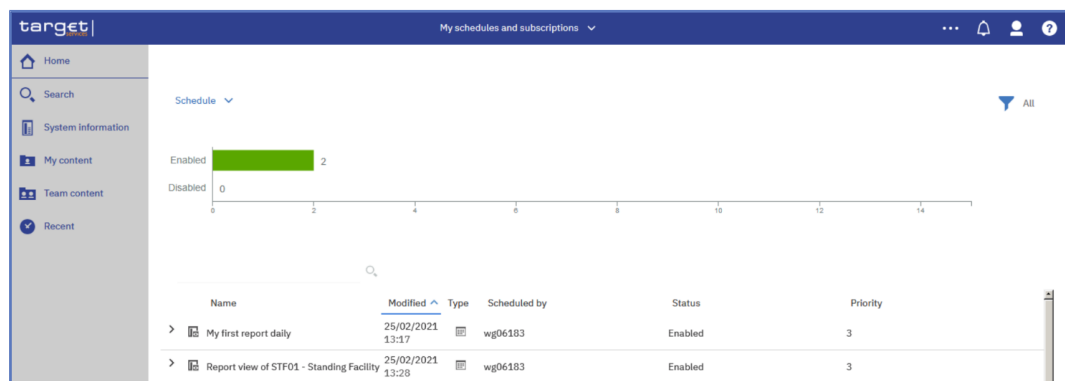 target
SERVICES
My schedules and subscriptions
Home
Search
System information
My content
Team content
Recent
Schedule
All
Enabled 2
Disabled 0
0 2 4 6 8 10 12 14
Name Modified Type Scheduled by Status Priority
My first report daily 25/02/2021 13:17 wg06183 Enabled 3
Report view of STF01 - Standing Facility 25/02/2021 13:28 wg06183 Enabled 3